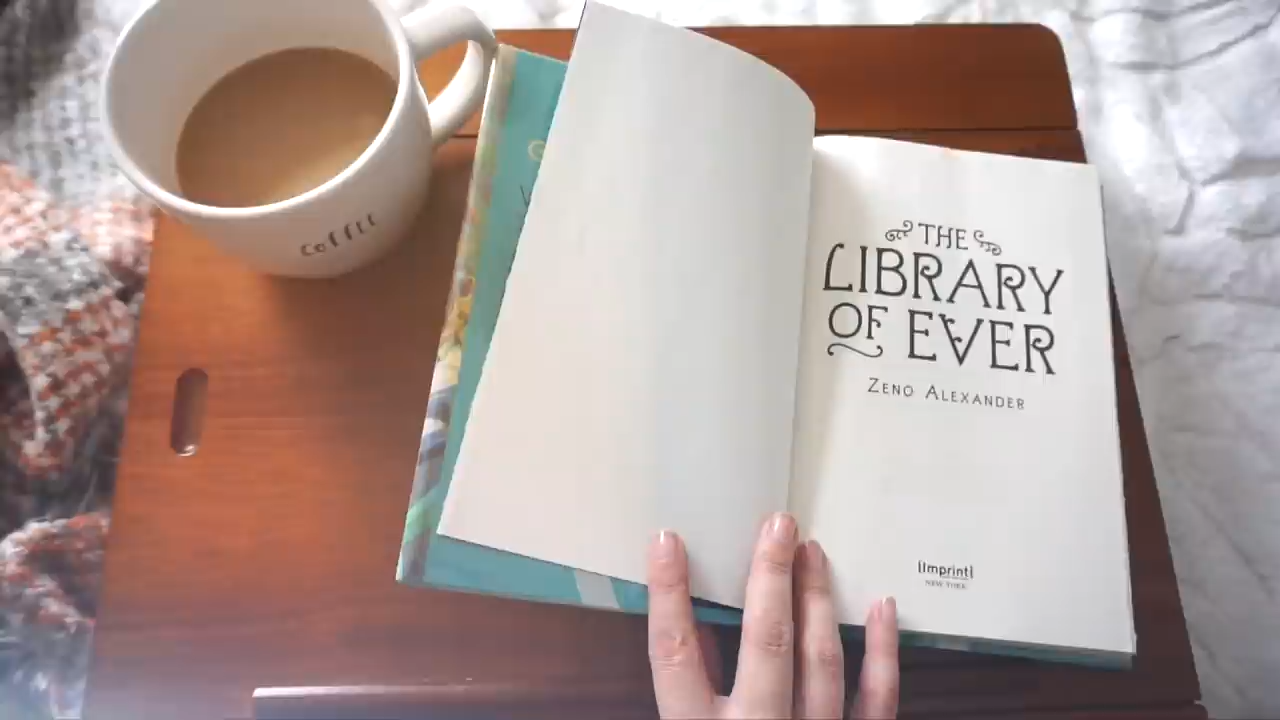 Coffee
THE
LIBRARY
OF EVER
ZENO ALEXANDER
[Imprint]
NEW YORK